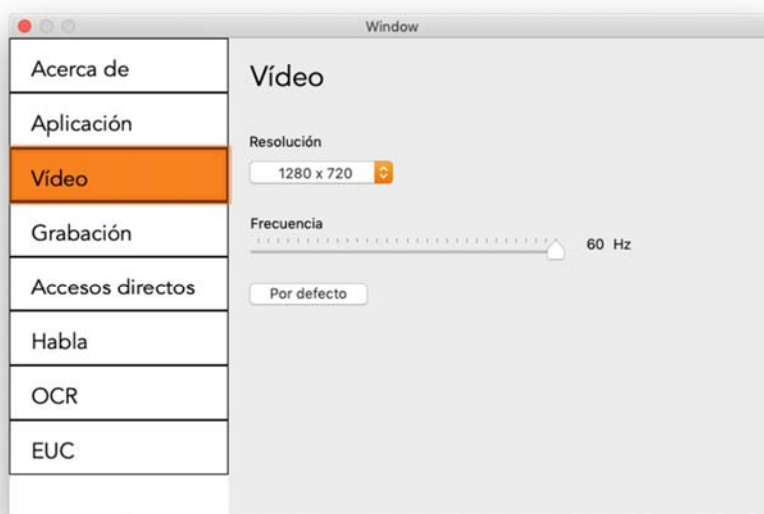 Window
Acerca de
Aplicación
Vídeo
Grabación
Accesos directos
Habla
OCR
EUC
Vídeo
Resolución
1280 x 720
Frecuencia
60 Hz
Por defecto